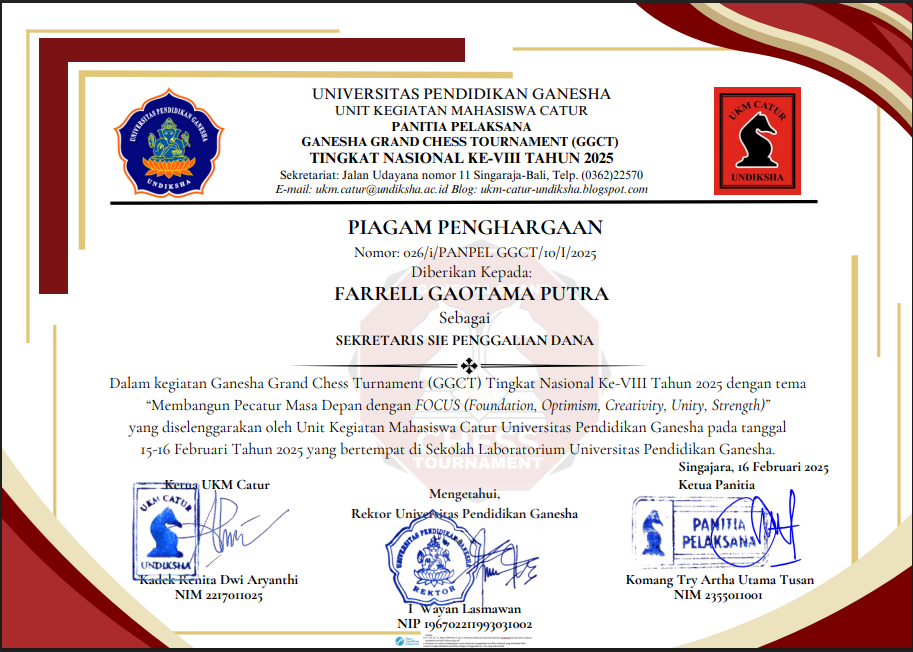 UNIVERSITAS PENDIDIKAN GANESHA
UNIT KEGIATAN MAHASISWA CATUR
PANITIA PELAKSANA
GANESHA GRAND CHESS TOURNAMENT (GGCT)
TINGKAT NASIONAL KE-VIII TAHUN 2025
Sekretariat: Jalan Udayana nomor 11 Singaraja-Bali, Telp. (0362)22570
E-mail: ukm.catur@undiksha.ac.id Blog: ukm-catur-undiksha.blogspot.com
UNIVERSITAS PENDIDIKAN GANESHA
UNDIKSHA
UKM CATUR
UNDIKSHA
PIAGAM PENGHARGAAN
Nomor: 026/i/PANPEL GGCT/10/I/2025
Diberikan Kepada:
FARRELL GAOTAMA PUTRA
Sebagai
SEKRETARIS SIE PENGGALIAN DANA
Dalam kegiatan Ganesha Grand Chess Turnament (GGCT) Tingkat Nasional Ke-VIII Tahun 2025 dengan tema
“Membangun Pecatur Masa Depan dengan FOCUS (Foundation, Optimism, Creativity, Unity, Strength)”
yang diselenggarakan oleh Unit Kegiatan Mahasiswa Catur Universitas Pendidikan Ganesha pada tanggal
15-16 Februari Tahun 2025 yang bertempat di Sekolah Laboratorium Universitas Pendidikan Ganesha.
CHESS
TOURNAMENT
Singajara, 16 Februari 2025
Ketua UKM Catur
UKM CATUR
UNDIKSHA
Kadek Kenita Dwi Aryanthi
NIM 2217011025
Mengetahui,
Rektor Universitas Pendidikan Ganesha
UNIVERSITAS PENDIDIKAN GANESHA
REKTOR
I Wayan Lasmawan
NIP 196702211993031002
Ketua Panitia
PANITIA
PELAKSANA
Komang Try Artha Utama Tusan
NIM 2355011001